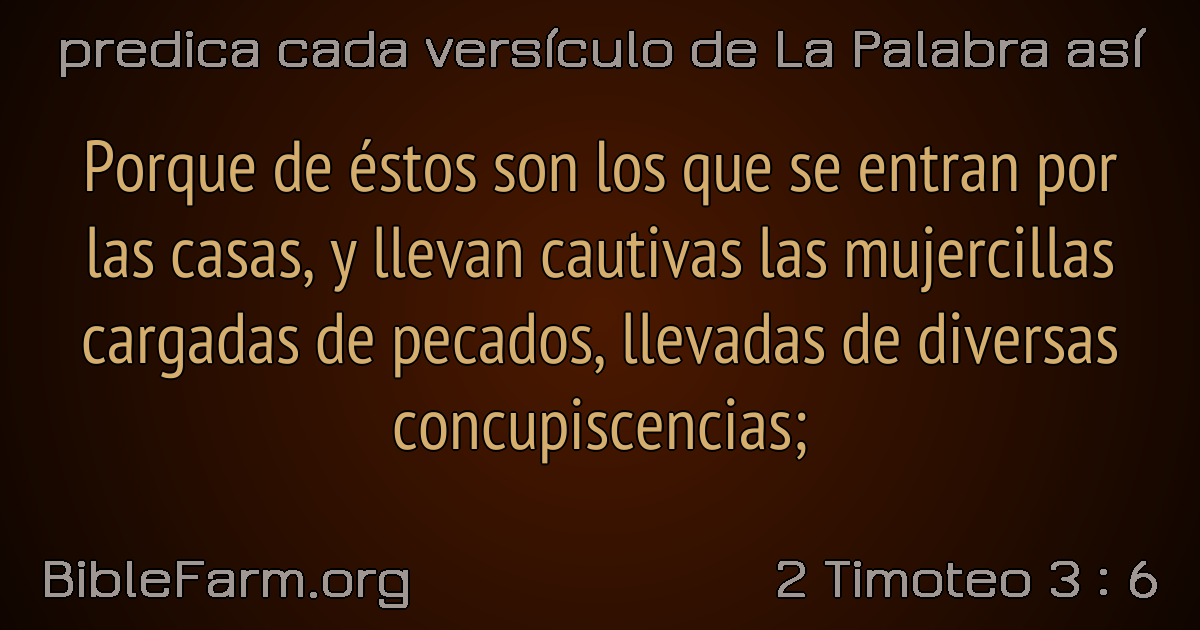 predica cada versículo de La Palabra así
Porque de éstos son los que se entran por
las casas, y llevan cautivas las mujercillas
cargadas de pecados, llevadas de diversas
concupiscencias;
BibleFarm.org
2 Timoteo 3 : 6